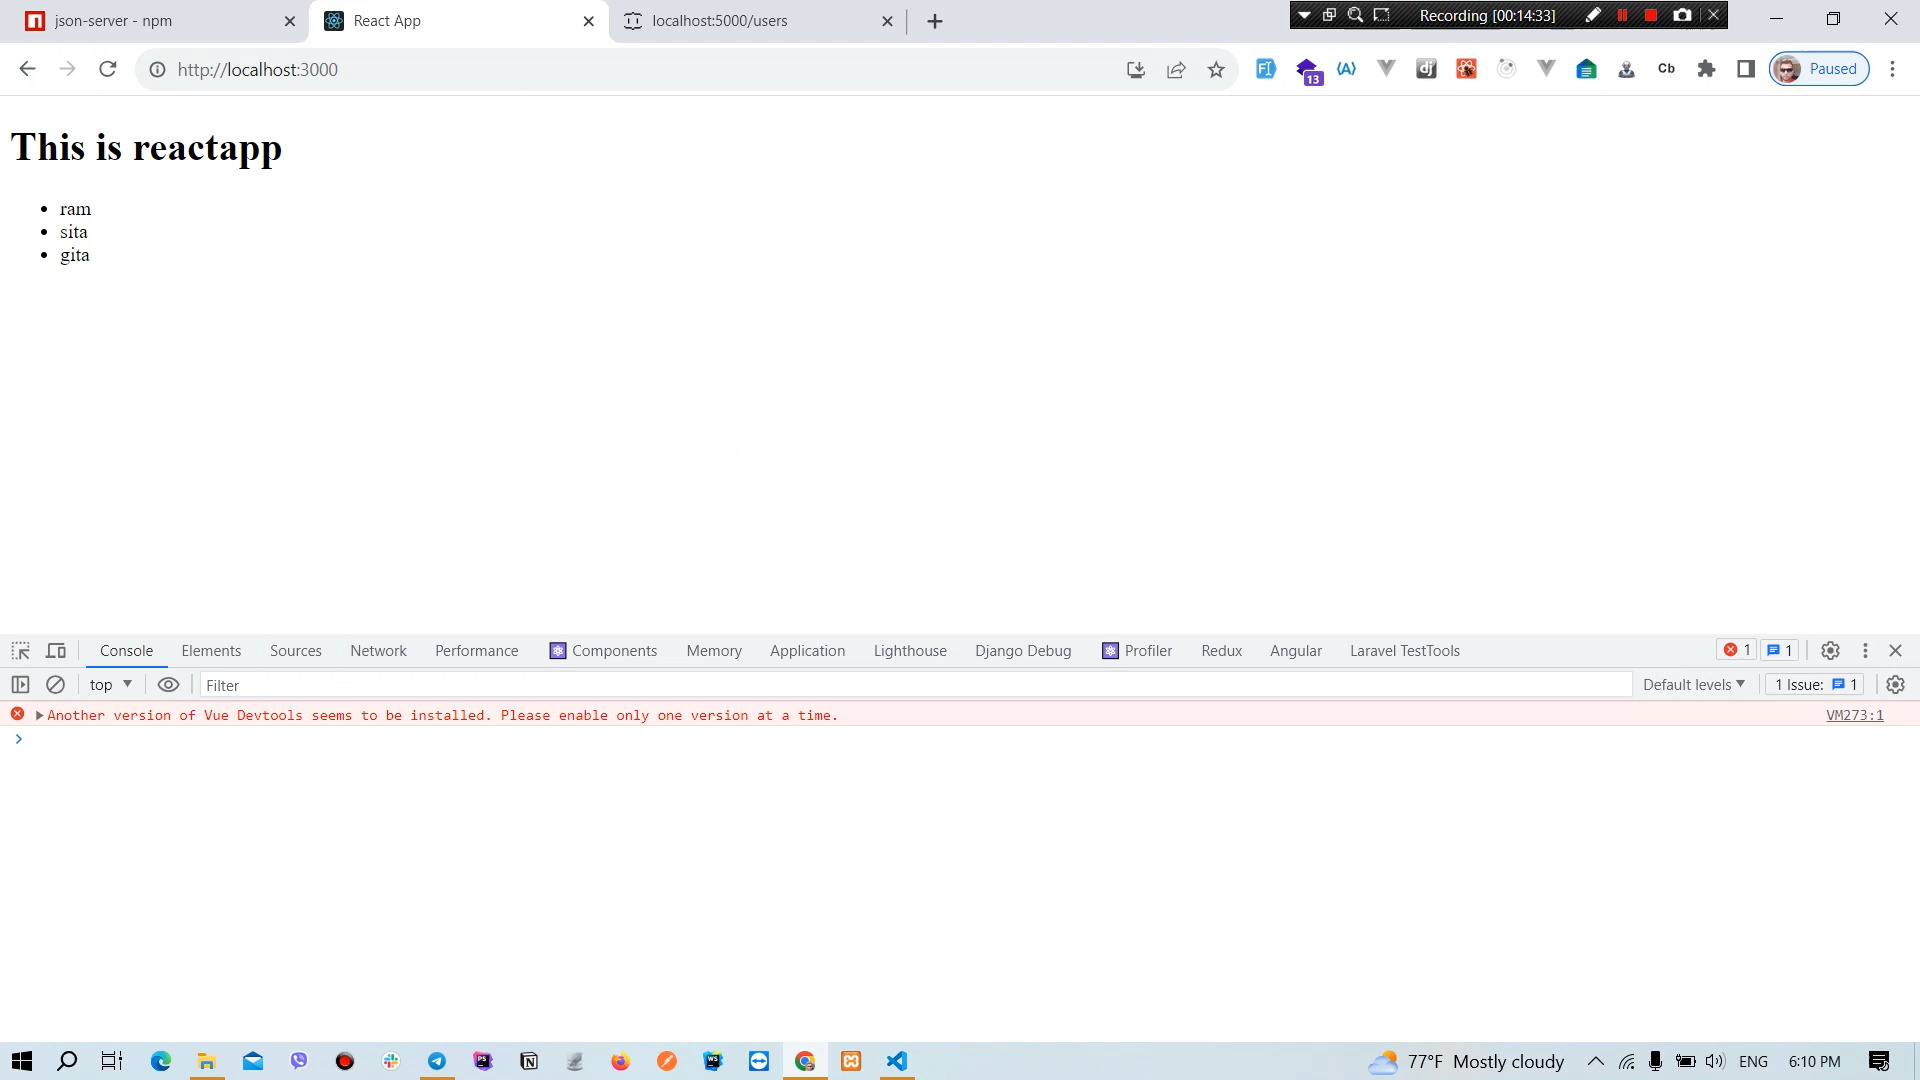 json-server - npm
React App
localhost:5000/users
Recording [00:14:33]
http://localhost:3000
13
Cb
Paused
This is reactapp
ram
sita
gita
Console Elements Sources Network Performance Components Memory Application Lighthouse Django Debug Profiler Redux Angular Laravel TestTools 1 1
top Filter Default levels 1 Issue: 1
Another version of Vue Devtools seems to be installed. Please enable only one version at a time. VM273:1
77°F Mostly cloudy ENG 6:10 PM